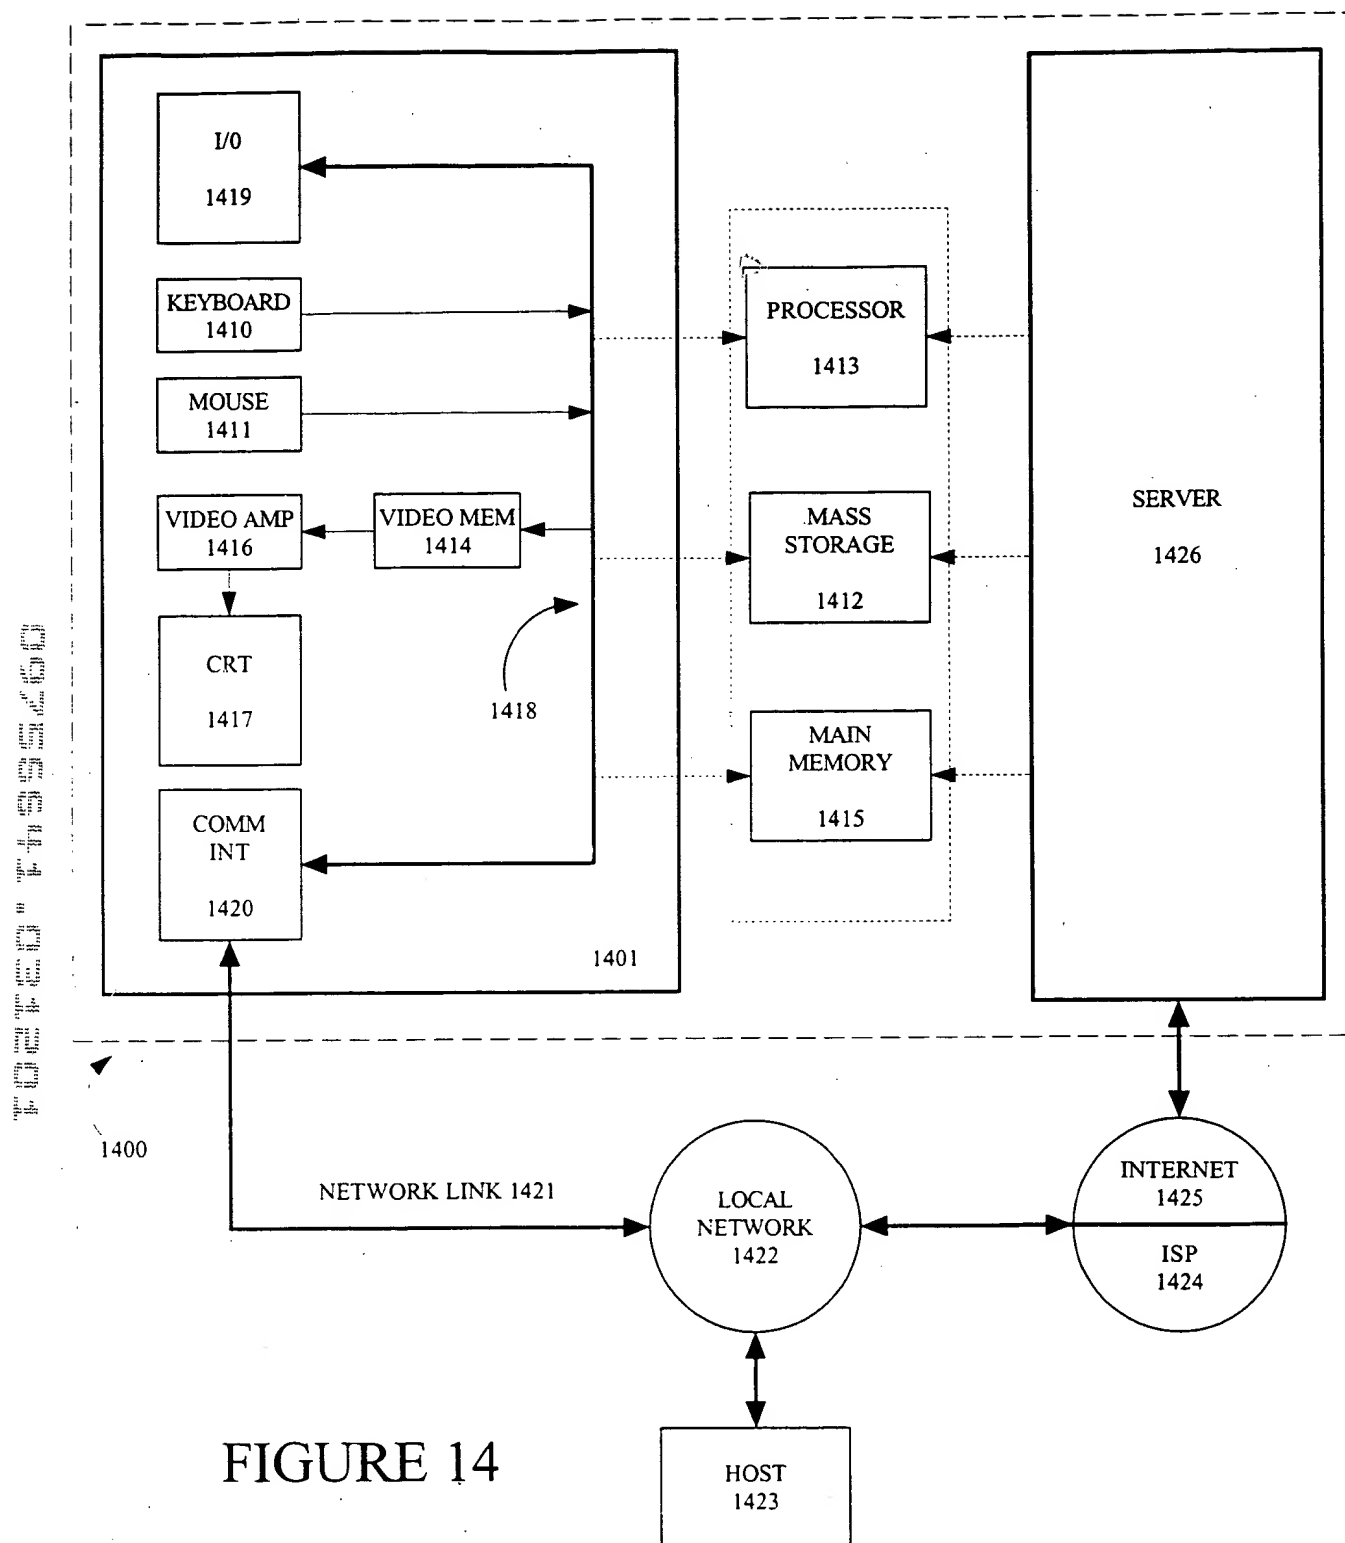 I/0
1419
KEYBOARD
1410
MOUSE
1411
VIDEO AMP
1416
VIDEO MEM
1414
CRT
1417
1418
COMM
INT
1420
1401
PROCESSOR
1413
MASS
STORAGE
1412
MAIN
MEMORY
1415
SERVER
1426
1400
NETWORK LINK 1421
LOCAL
NETWORK
1422
INTERNET
1425
ISP
1424
HOST
1423
FIGURE 14